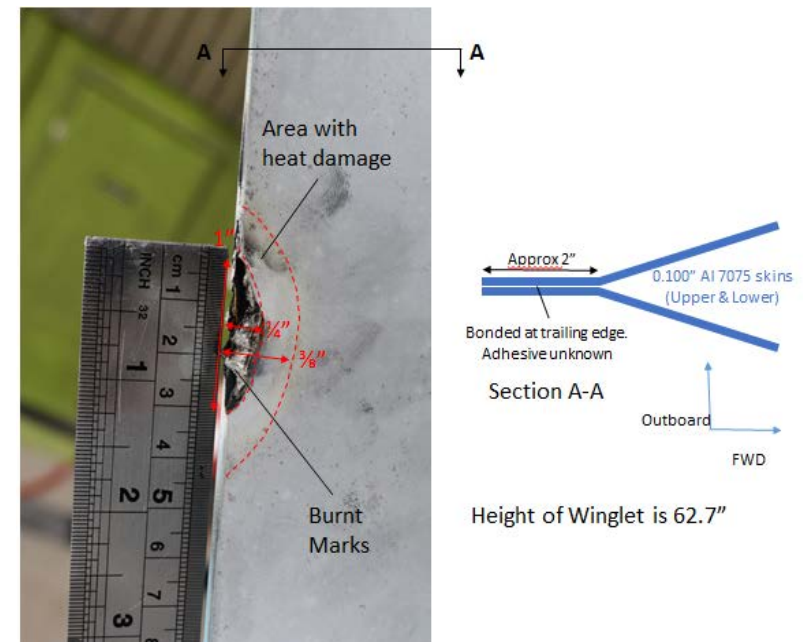 A A
Area with
heat damage
1"
¼"
⅜"
Burnt
Marks
INCH 32
cm 1
2
3
4
5
6
7
8
1
2
3
Approx 2"
0.100" Al 7075 skins
(Upper & Lower)
Bonded at trailing edge.
Adhesive unknown
Section A-A
Outboard
FWD
Height of Winglet is 62.7"